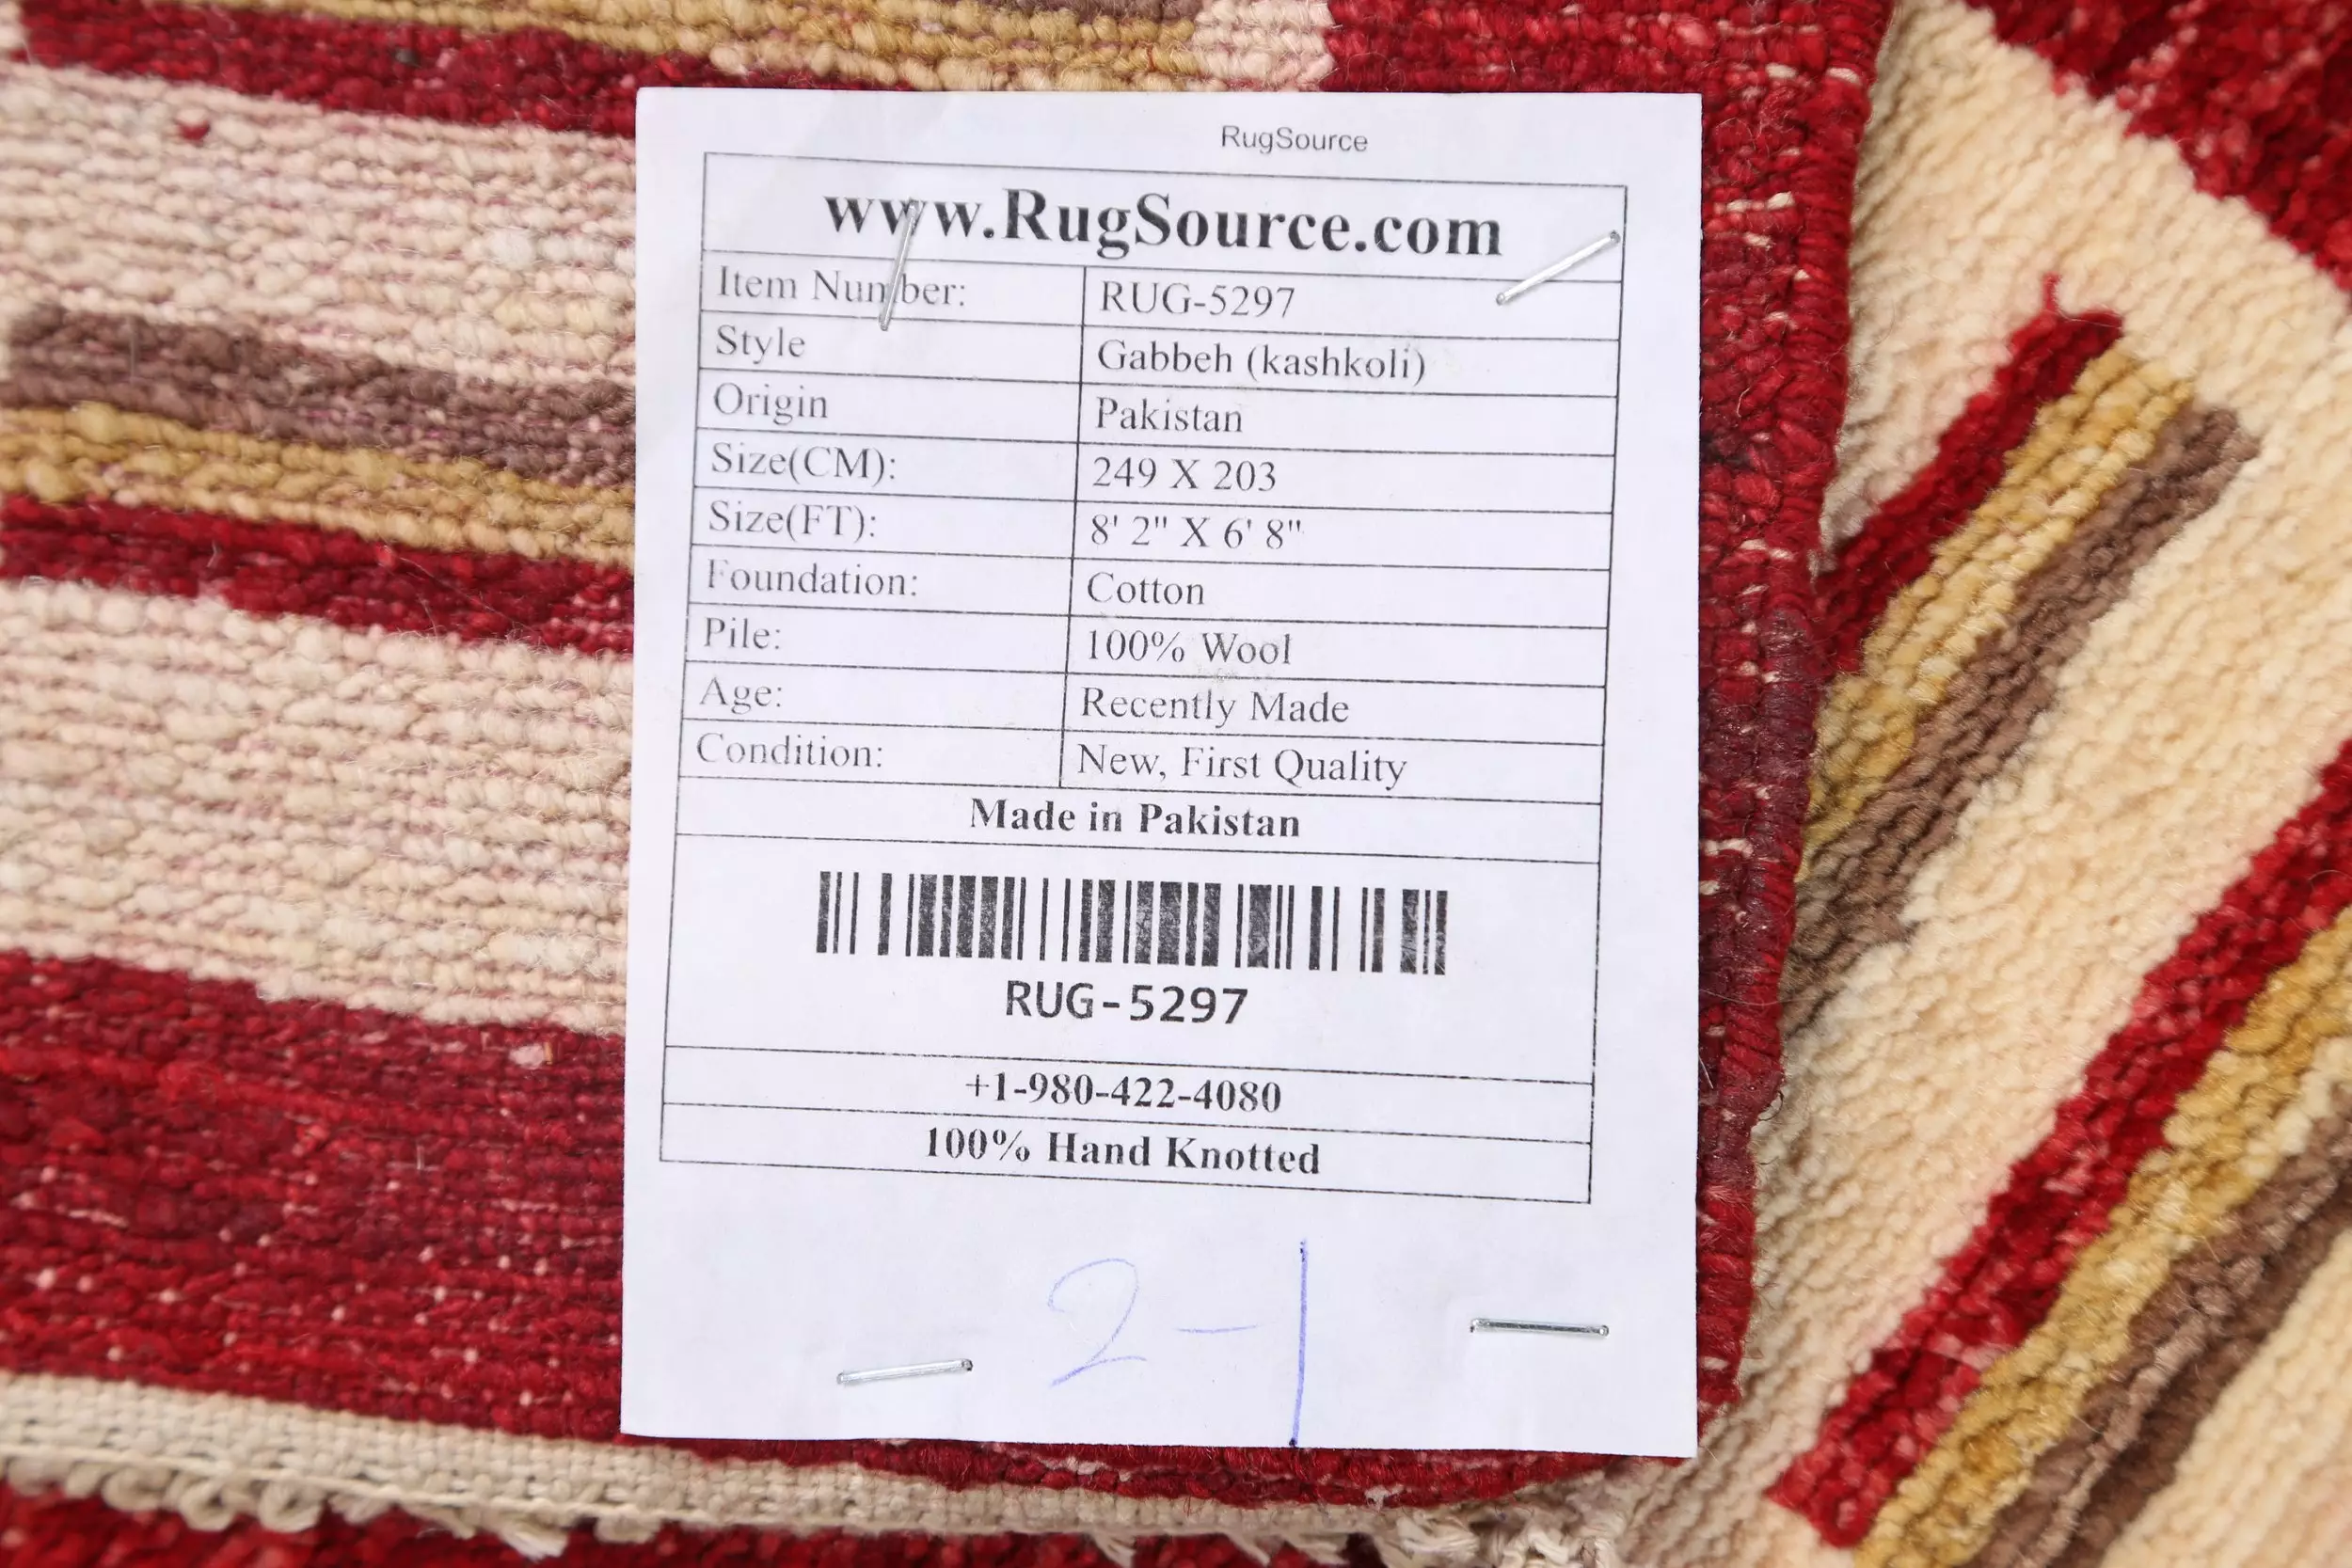 RugSource
www.RugSource.com
Item Number: RUG-5297
Style Gabbeh (kashkoli)
Origin Pakistan
Size(CM): 249 X 203
Size(FT): 8' 2" X 6' 8"
Foundation: Cotton
Pile: 100% Wool
Age: Recently Made
Condition: New, First Quality
Made in Pakistan
RUG-5297
+1-980-422-4080
100% Hand Knotted
2-1